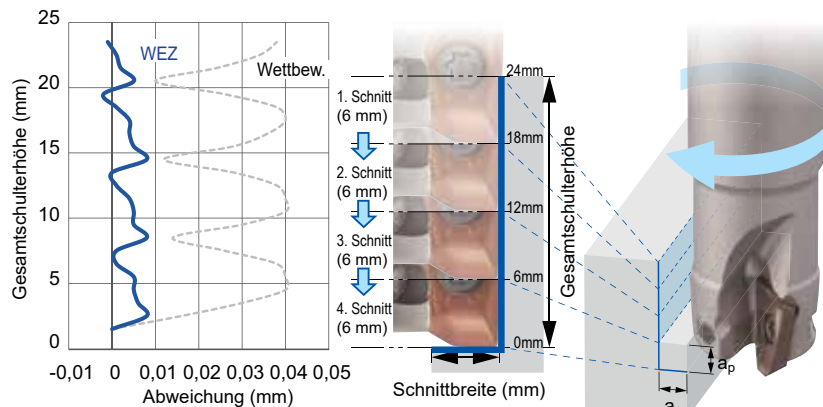 25
20
15
10
5
0
Gesamtschulterhöhe (mm)
WEZ
Wettbew.
-0,01
0
0,01
0,02
0,03
0,04
0,05
Abweichung (mm)
1. Schnitt
(6 mm)
2. Schnitt
(6 mm)
3. Schnitt
(6 mm)
4. Schnitt
(6 mm)
24mm
18mm
12mm
6mm
0mm
Gesamtschulterhöhe
Schnittbreite (mm)
ap